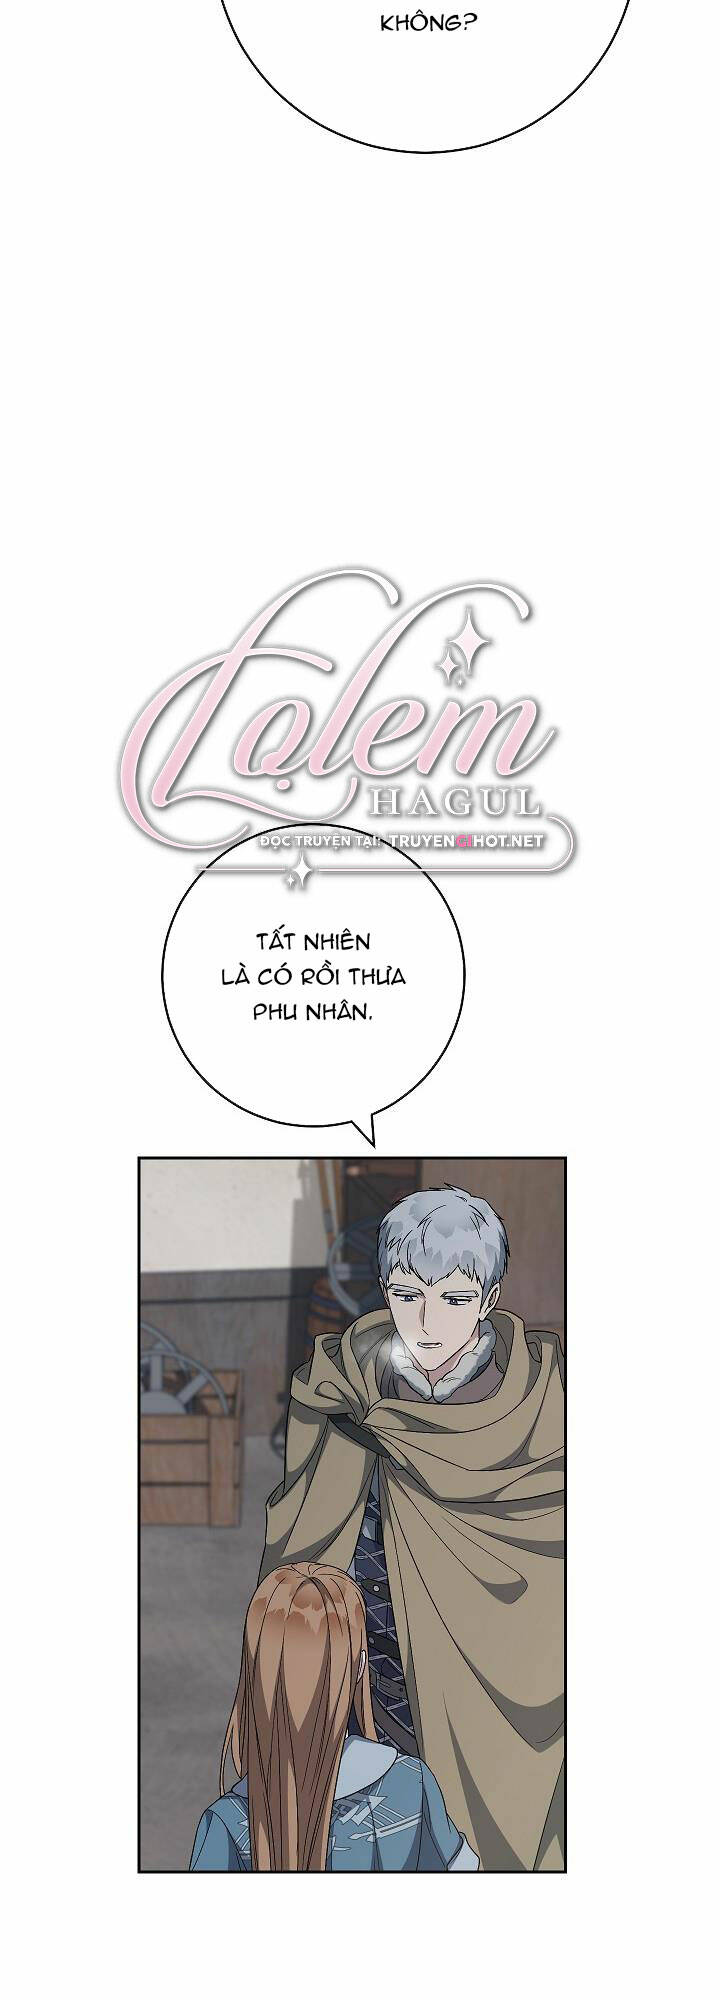 KHÔNG?
Lọlem
HAGUL
ĐỌC TRUYỆN TẠI: TRUYENGIHOT.NET
TẤT NHIÊN
LÀ CÓ RỒI THƯA
PHU NHÂN.